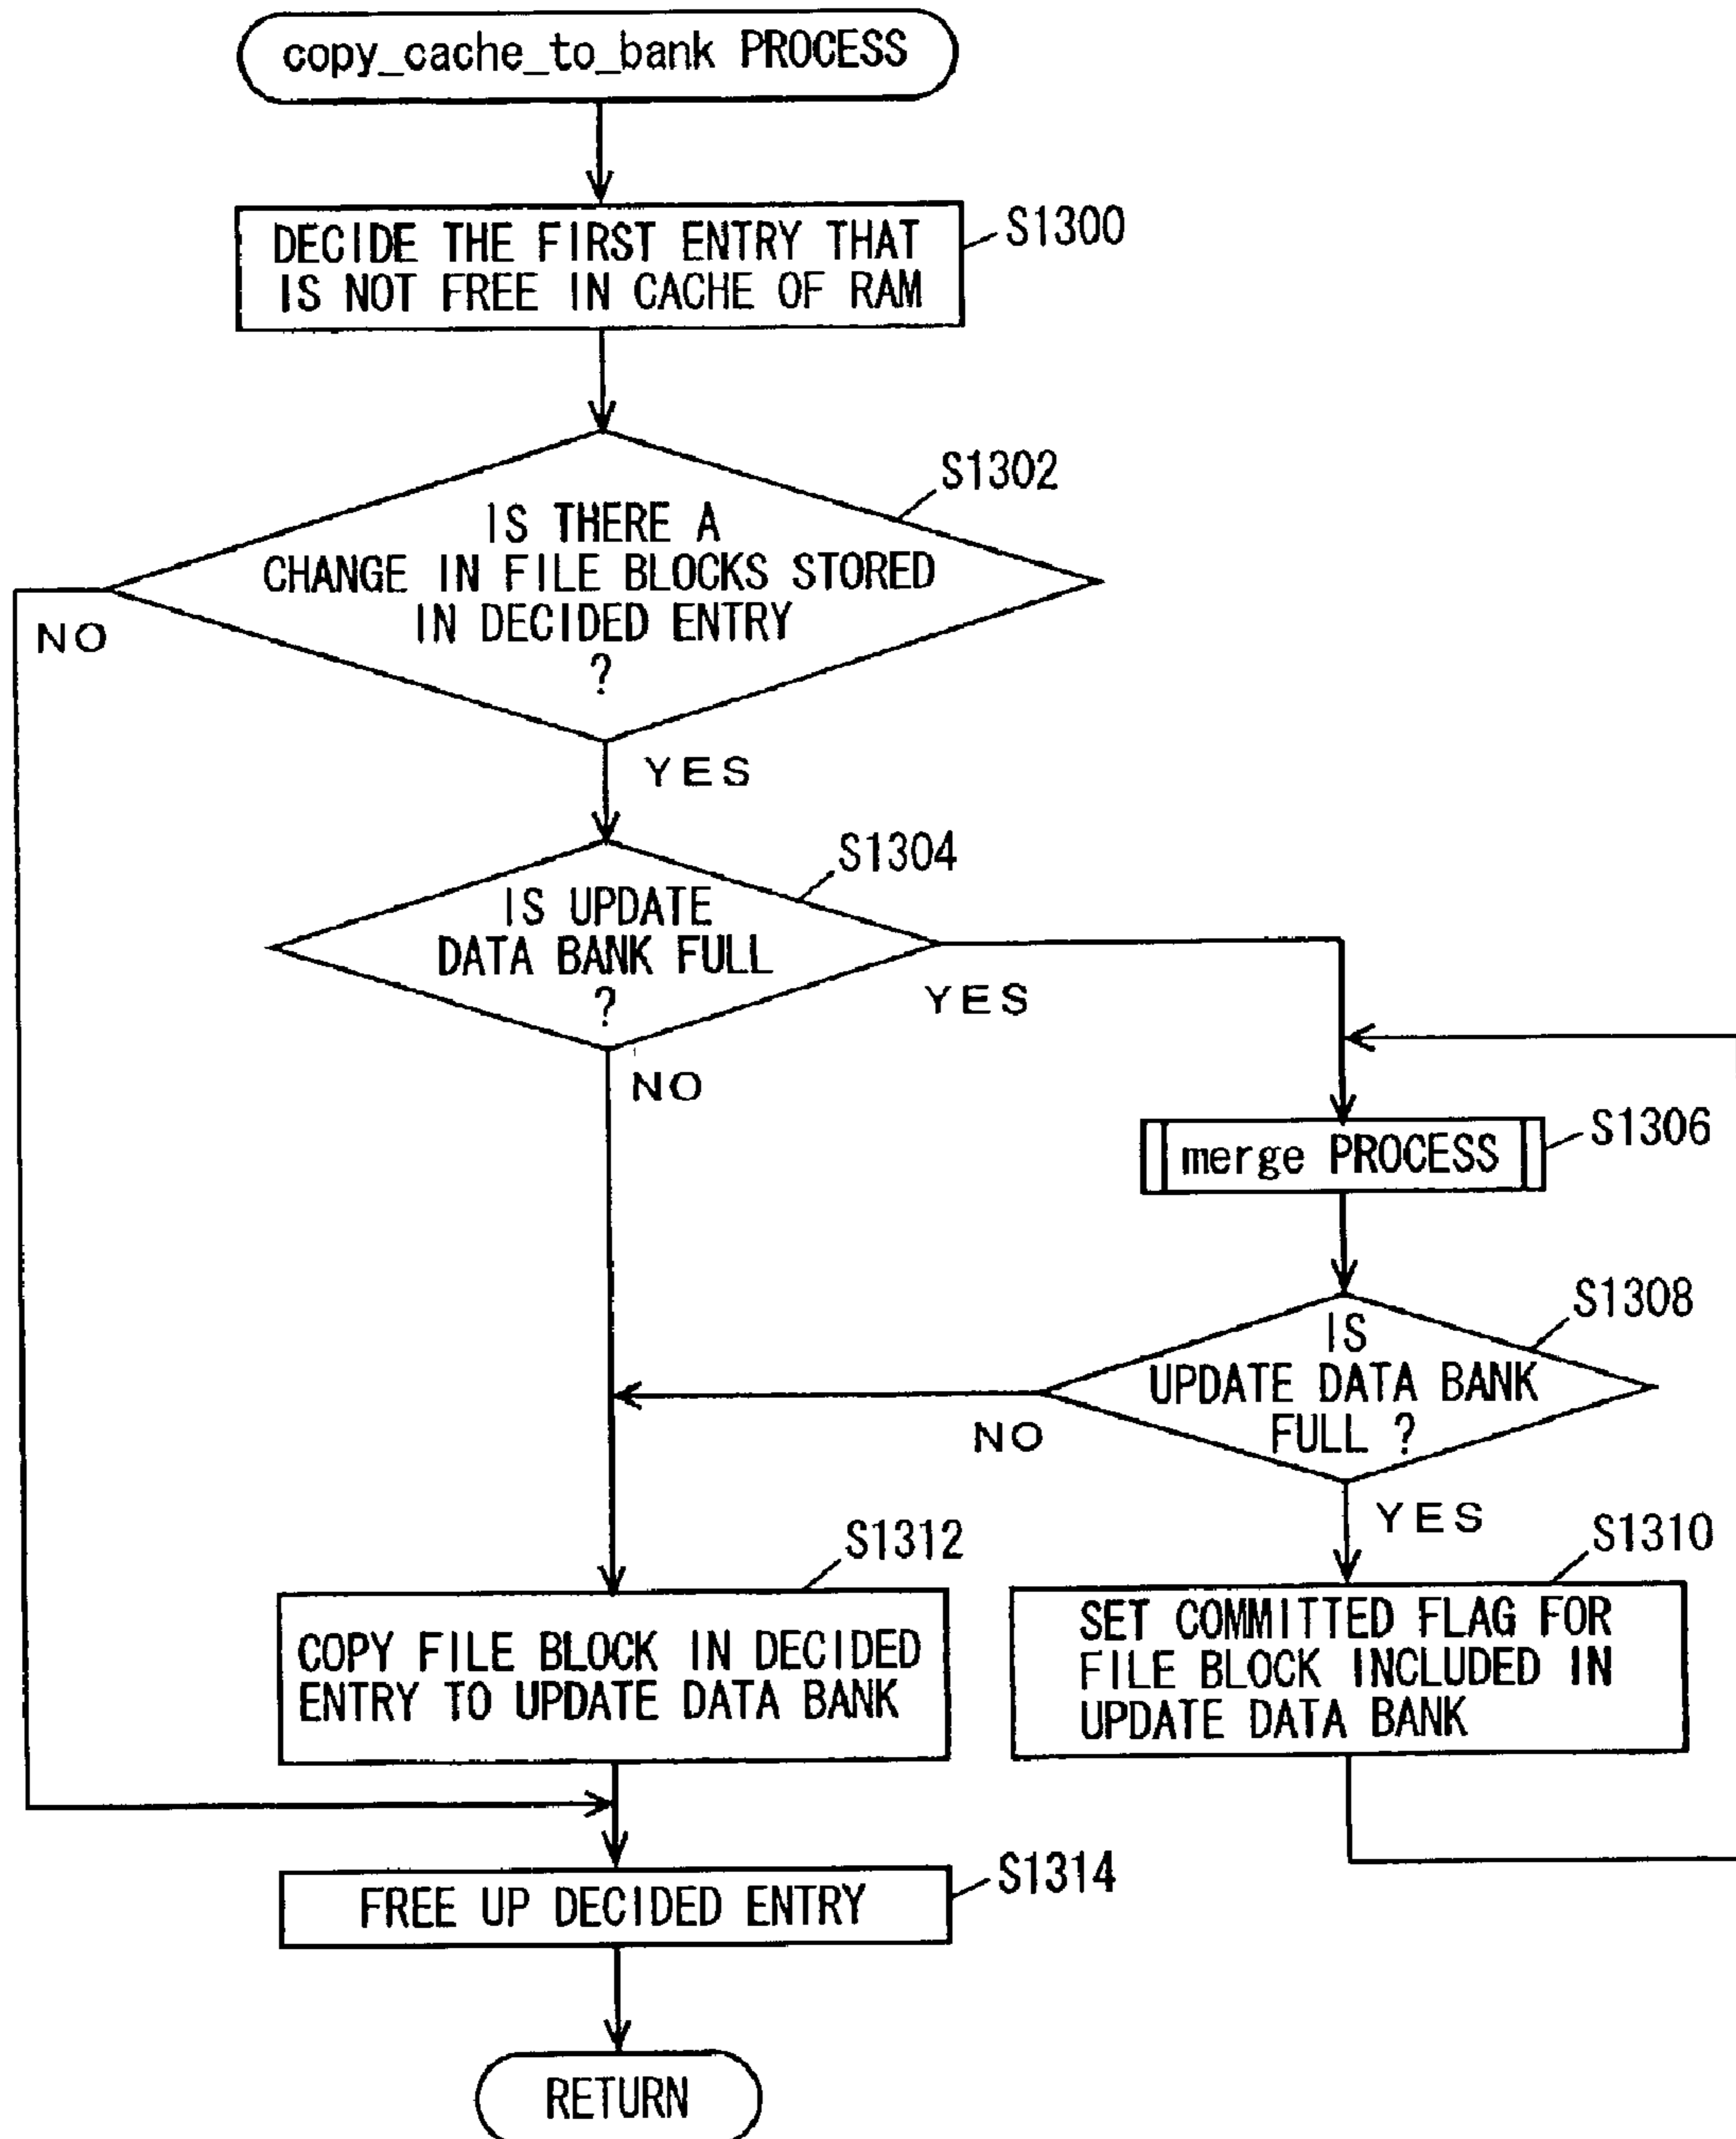 copy_cache_to_bank PROCESS
DECIDE THE FIRST ENTRY THAT
IS NOT FREE IN CACHE OF RAM
S1300
IS THERE A
CHANGE IN FILE BLOCKS STORED
IN DECIDED ENTRY
?
S1302
NO
YES
IS UPDATE
DATA BANK FULL
?
S1304
YES
NO
merge PROCESS
S1306
IS
UPDATE DATA BANK
FULL ?
S1308
NO
YES
COPY FILE BLOCK IN DECIDED
ENTRY TO UPDATE DATA BANK
S1312
SET COMMITTED FLAG FOR
FILE BLOCK INCLUDED IN
UPDATE DATA BANK
S1310
FREE UP DECIDED ENTRY
S1314
RETURN